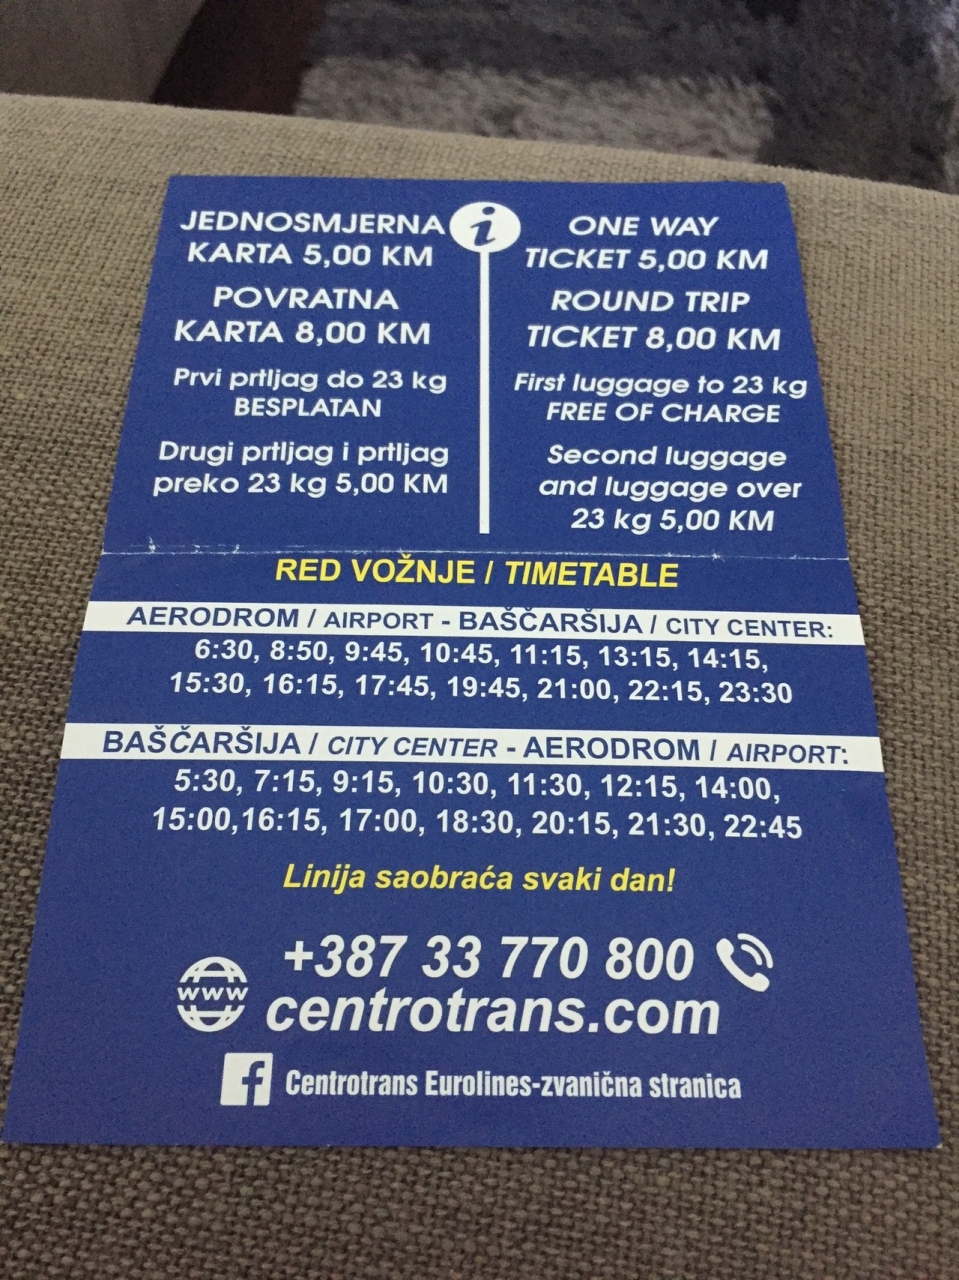 JEDNOSMJERNA
KARTA 5,00 KM
POVRATNA
KARTA 8,00 KM
Prvi prtljag do 23 kg
BESPLATAN
Drugi prtljag i prtljag
preko 23 kg 5,00 KM
i
ONE WAY
TICKET 5,00 KM
ROUND TRIP
TICKET 8,00 KM
First luggage to 23 kg
FREE OF CHARGE
Second luggage
and luggage over
23 kg 5,00 KM
RED VOŽNJE / TIMETABLE
AERODROM / AIRPORT - BAŠČARŠIJA / CITY CENTER:
6:30, 8:50, 9:45, 10:45, 11:15, 13:15, 14:15,
15:30, 16:15, 17:45, 19:45, 21:00, 22:15, 23:30
BAŠČARŠIJA / CITY CENTER - AERODROM / AIRPORT:
5:30, 7:15, 9:15, 10:30, 11:30, 12:15, 14:00,
15:00,16:15, 17:00, 18:30, 20:15, 21:30, 22:45
Linija saobraća svaki dan!
+387 33 770 800
www
centrotrans.com
f Centrotrans Eurolines-zvanična stranica